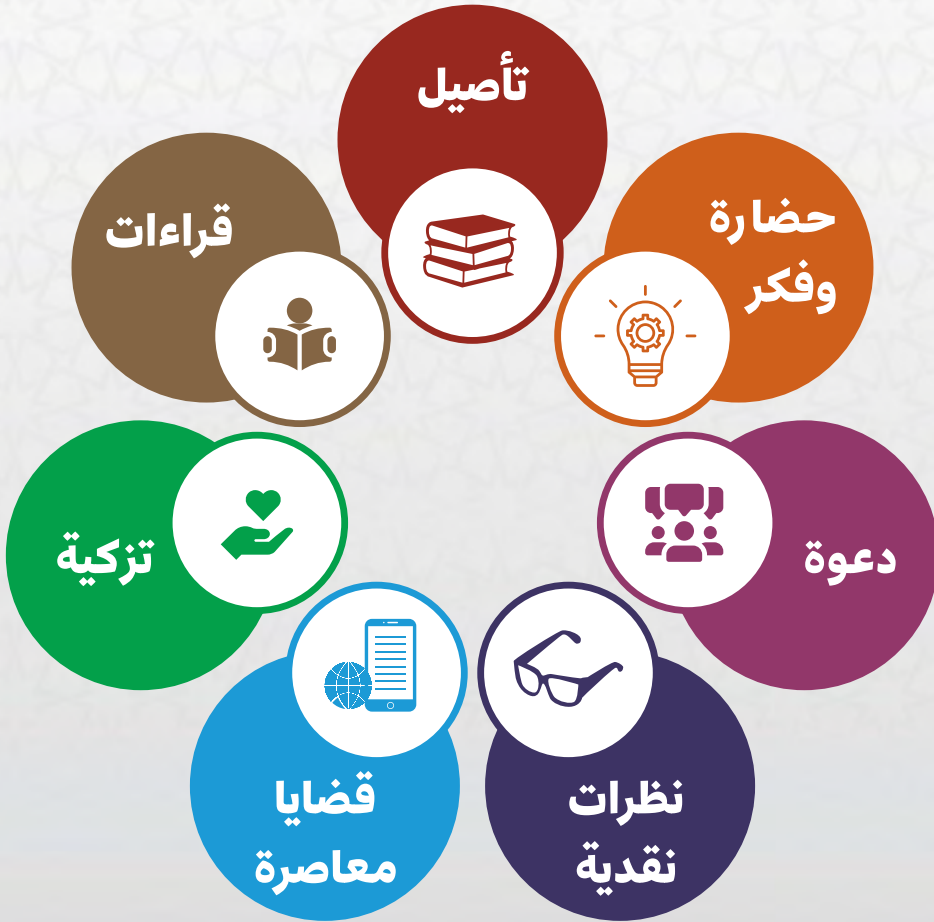 تأصيل
حضارة
وفكر
دعوة
نظرات
نقدية
قضايا
معاصرة
تزكية
قراءات